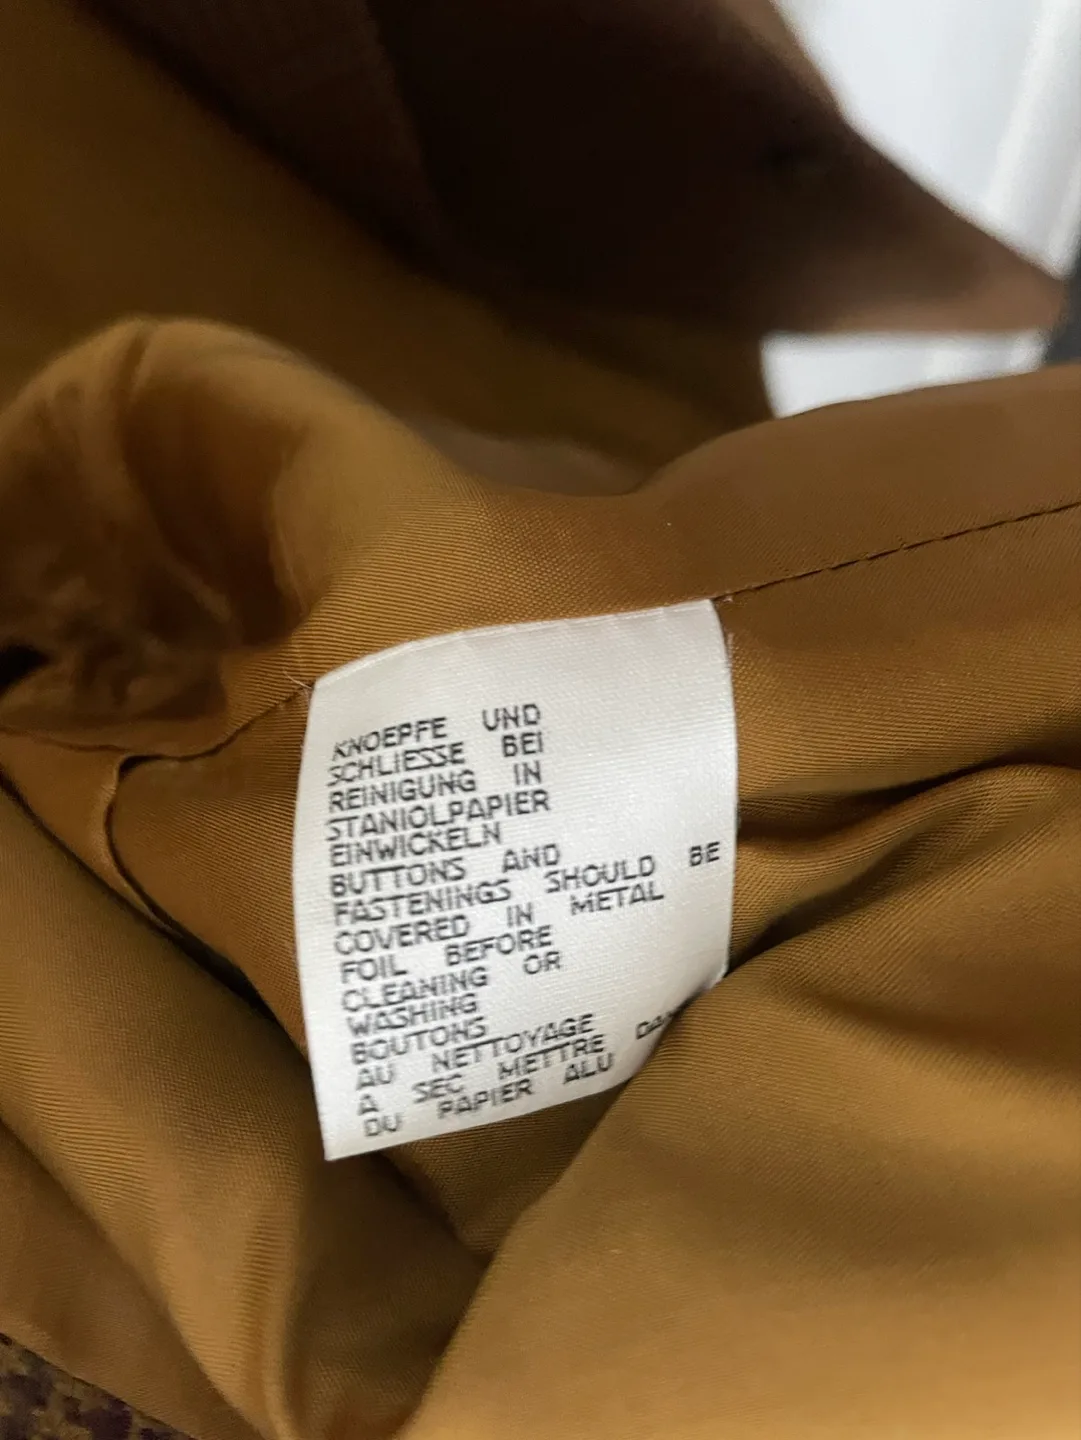 KNOEPFE UND
SCHLIESSE BEI
REINIGUNG IN
STANIOLPAPIER
EINWICKELN
BUTTONS AND
FASTENINGS SHOULD BE
COVERED IN METAL
FOIL BEFORE
CLEANING OR
WASHING
BOUTONS
AU NETTOYAGE
A SEC METTRE
DU PAPIER ALU